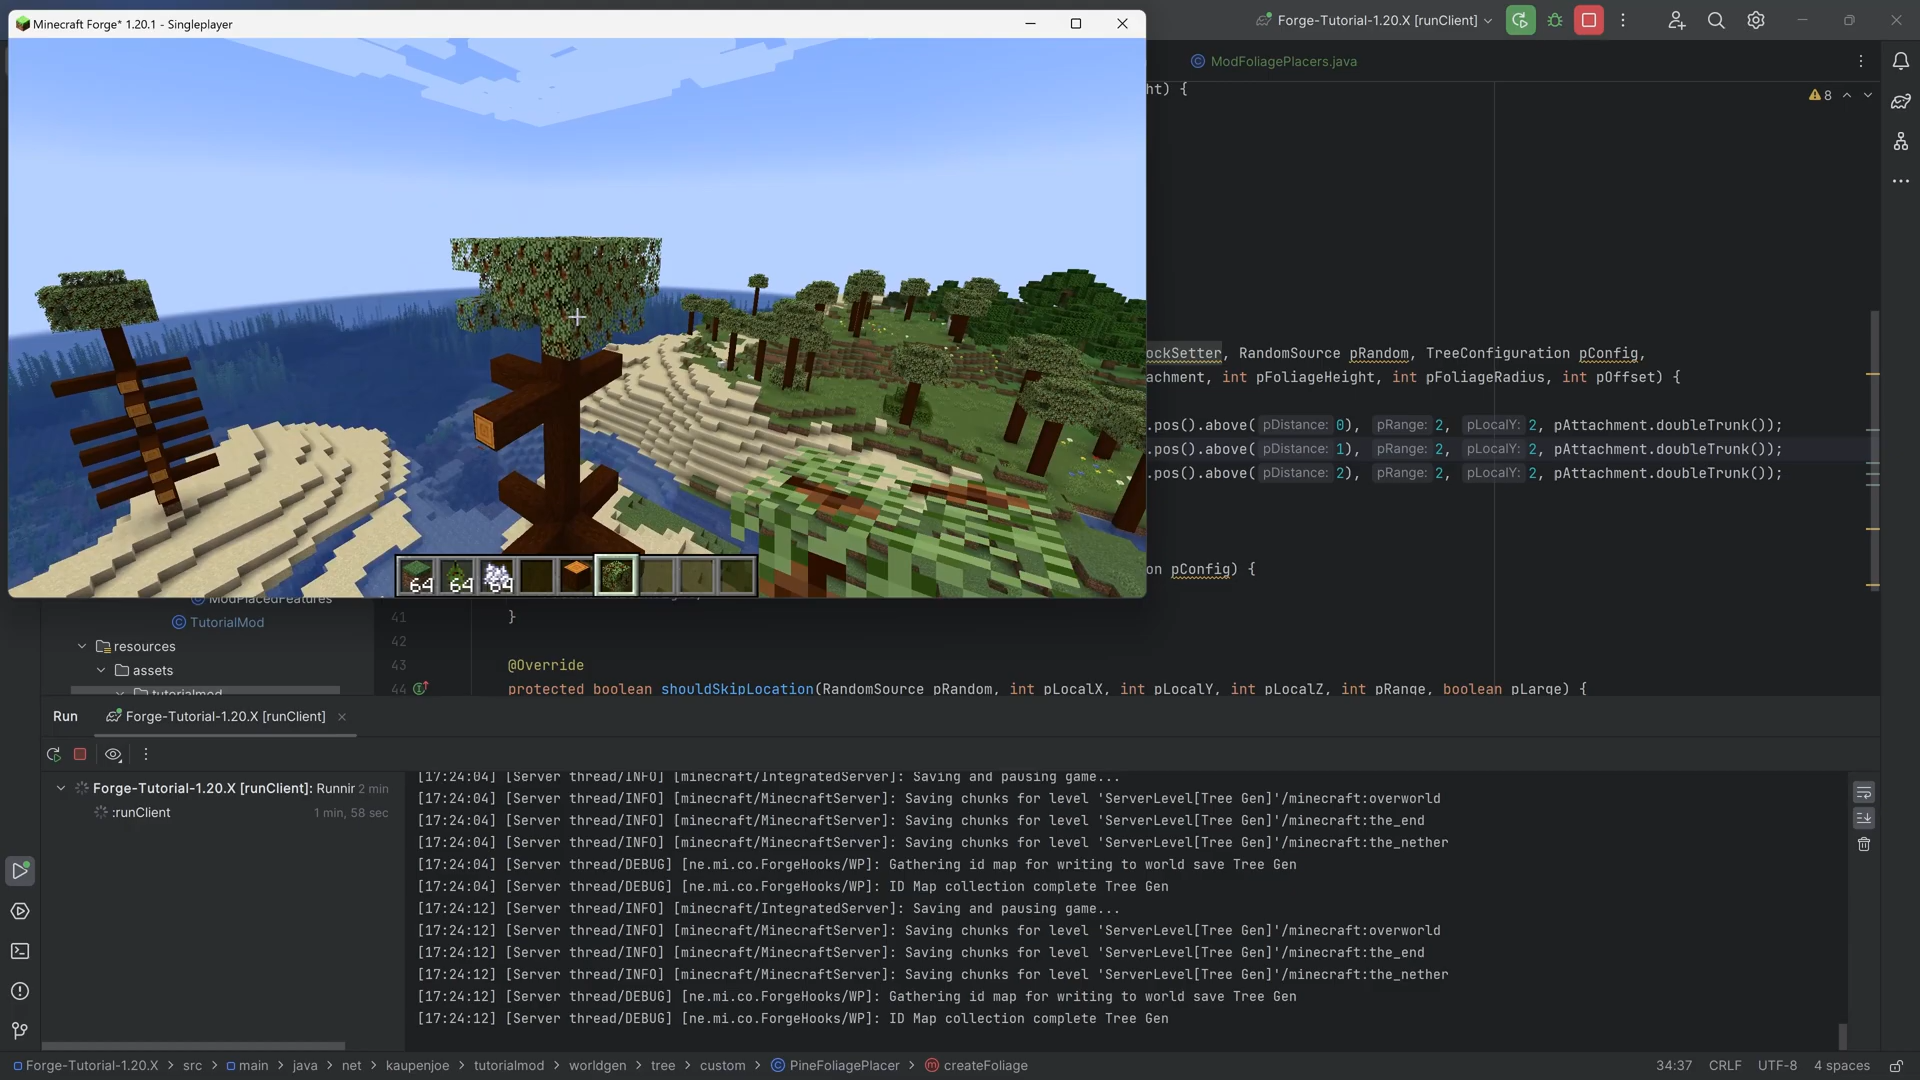 Minecraft Forge* 1.20.1 - Singleplayer
Forge-Tutorial-1.20.X [runClient]
ModFoliagePlacers.java
ht) {
8
ockSetter, RandomSource pRandom, TreeConfiguration pConfig,
achment, int pFoliageHeight, int pFoliageRadius, int pOffset) {
.pos().above( pDistance: 0), pRange: 2, pLocalY: 2, pAttachment.doubleTrunk());
.pos().above( pDistance: 1), pRange: 2, pLocalY: 2, pAttachment.doubleTrunk());
.pos().above( pDistance: 2), pRange: 2, pLocalY: 2, pAttachment.doubleTrunk());
on pConfig) {
64 64 64
ModPlacedFeatures
TutorialMod
resources
assets
tutorialmod
41 }
42
43 @Override
44 protected boolean shouldSkipLocation(RandomSource pRandom, int pLocalX, int pLocalY, int pLocalZ, int pRange, boolean pLarge) {
Run Forge-Tutorial-1.20.X [runClient]
Forge-Tutorial-1.20.X [runClient]: Runnir 2 min
:runClient 1 min, 58 sec
[17:24:04] [Server thread/INFO] [minecraft/IntegratedServer]: Saving and pausing game...
[17:24:04] [Server thread/INFO] [minecraft/MinecraftServer]: Saving chunks for level 'ServerLevel[Tree Gen]'/minecraft:overworld
[17:24:04] [Server thread/INFO] [minecraft/MinecraftServer]: Saving chunks for level 'ServerLevel[Tree Gen]'/minecraft:the_end
[17:24:04] [Server thread/INFO] [minecraft/MinecraftServer]: Saving chunks for level 'ServerLevel[Tree Gen]'/minecraft:the_nether
[17:24:04] [Server thread/DEBUG] [ne.mi.co.ForgeHooks/WP]: Gathering id map for writing to world save Tree Gen
[17:24:04] [Server thread/DEBUG] [ne.mi.co.ForgeHooks/WP]: ID Map collection complete Tree Gen
[17:24:12] [Server thread/INFO] [minecraft/IntegratedServer]: Saving and pausing game...
[17:24:12] [Server thread/INFO] [minecraft/MinecraftServer]: Saving chunks for level 'ServerLevel[Tree Gen]'/minecraft:overworld
[17:24:12] [Server thread/INFO] [minecraft/MinecraftServer]: Saving chunks for level 'ServerLevel[Tree Gen]'/minecraft:the_end
[17:24:12] [Server thread/INFO] [minecraft/MinecraftServer]: Saving chunks for level 'ServerLevel[Tree Gen]'/minecraft:the_nether
[17:24:12] [Server thread/DEBUG] [ne.mi.co.ForgeHooks/WP]: Gathering id map for writing to world save Tree Gen
[17:24:12] [Server thread/DEBUG] [ne.mi.co.ForgeHooks/WP]: ID Map collection complete Tree Gen
Forge-Tutorial-1.20.X > src > main > java > net > kaupenjoe > tutorialmod > worldgen > tree > custom > PineFoliagePlacer > createFoliage
34:37 CRLF UTF-8 4 spaces